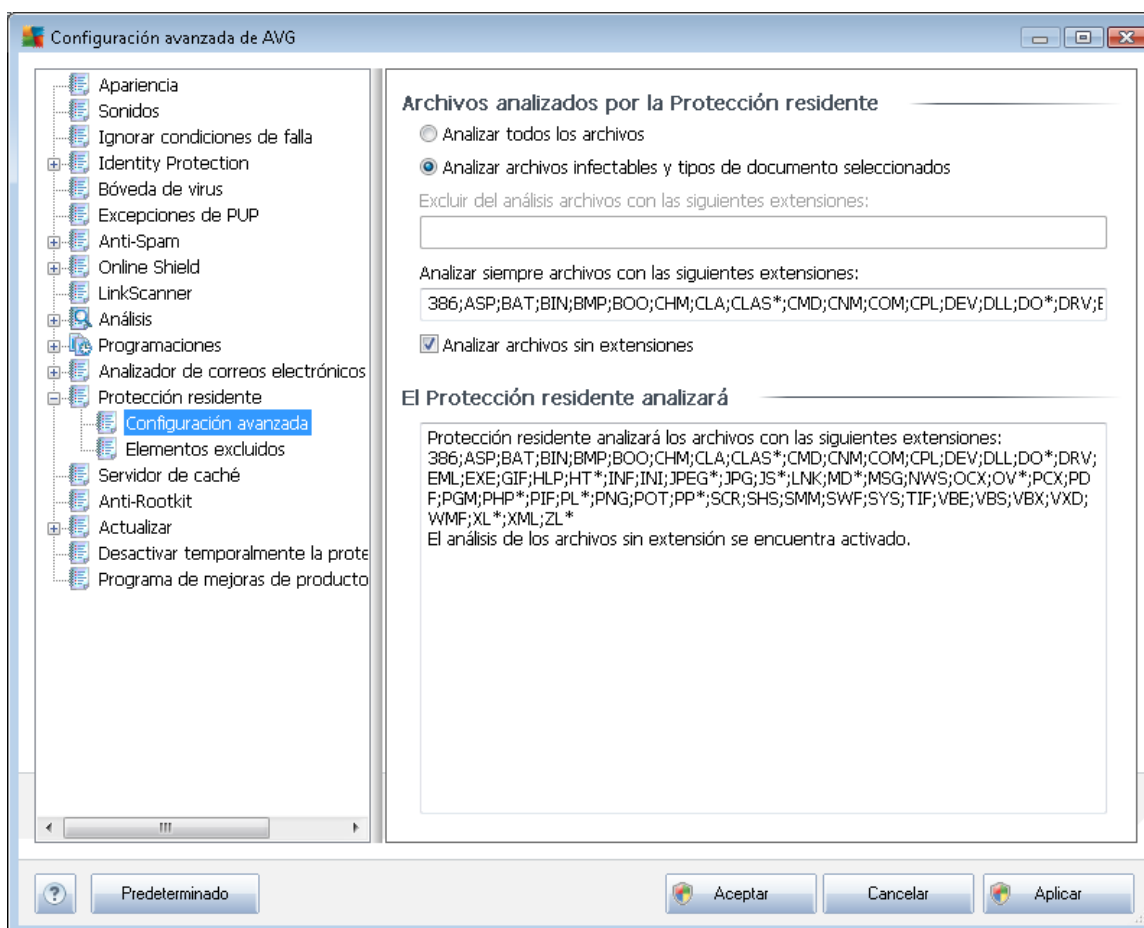 Configuración avanzada de AVG
Apariencia
Sonidos
Ignorar condiciones de falla
Identity Protection
Bóveda de virus
Excepciones de PUP
Anti-Spam
Online Shield
LinkScanner
Análisis
Programaciones
Analizador de correos electrónicos
Protección residente
Configuración avanzada
Elementos excluidos
Servidor de caché
Anti-Rootkit
Actualizar
Desactivar temporalmente la prote
Programa de mejoras de producto
Archivos analizados por la Protección residente
Analizar todos los archivos
Analizar archivos infectables y tipos de documento seleccionados
Excluir del análisis archivos con las siguientes extensiones:
Analizar siempre archivos con las siguientes extensiones:
386;ASP;BAT;BIN;BMP;BOO;CHM;CLA;CLAS*;CMD;CNM;COM;CPL;DEV;DLL;DO*;DRV;E
Analizar archivos sin extensiones
El Protección residente analizará
Protección residente analizará los archivos con las siguientes extensiones:
386;ASP;BAT;BIN;BMP;BOO;CHM;CLA;CLAS*;CMD;CNM;COM;CPL;DEV;DLL;DO*;DRV;
EML;EXE;GIF;HLP;HT*;INF;INI;JPEG*;JPG;JS*;LNK;MD*;MSG;NWS;OCX;OV*;PCX;PD
F;PGM;PHP*;PIF;PL*;PNG;POT;PP*;SCR;SHS;SMM;SWF;SYS;TIF;VBE;VBS;VBX;VXD;
WMF;XL*;XML;ZL*
El análisis de los archivos sin extensión se encuentra activado.
?
Predeterminado
Aceptar
Cancelar
Aplicar